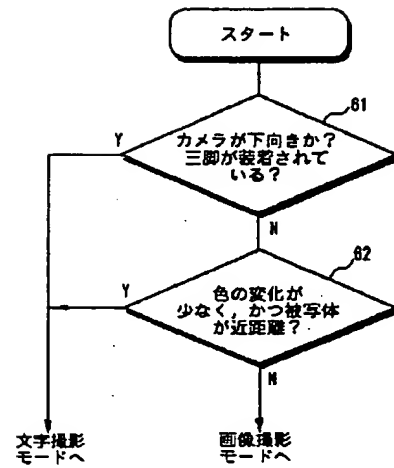 スタート
61
Y
カメラが下向きか？
三脚が装着されて
いる？
N
62
Y
色の変化が
少なく，かつ被写体
が近距離？
N
文字撮影
モードへ
画像撮影
モードへ